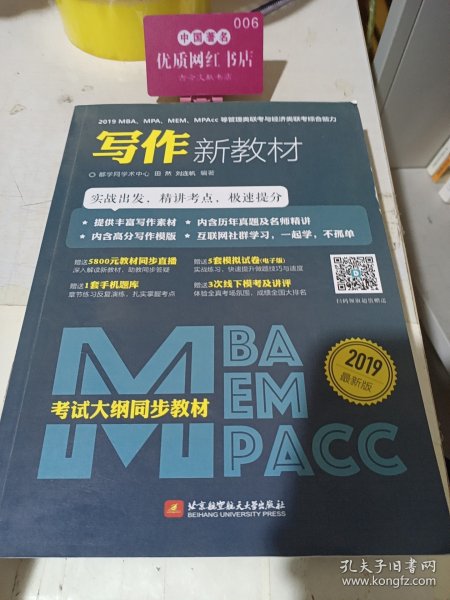 006
中国著名
优质网红书店
古今文献书店
2019 MBA、MPA、MEM、MPAcc 等管理类联考与经济类联考综合能力
写作新教材
都学网学术中心 田然 刘连帆 编著
实战出发，精讲考点，极速提分
★ 提供丰富写作素材 ★ 内含历年真题及名师精讲
★ 内含高分写作模版 ★ 互联网社群学习，一起学，不孤单
赠送5800元教材同步直播
深入解读新教材，助教同步答疑
赠送5套模拟试卷(电子版)
实战练习，快速提升做题技巧与速度
赠送1套手机题库
章节练习反复演练，扎实掌握考点
赠送3次线下模考及讲评
体验全真考场氛围，成绩全国大排名
扫码领取超值赠送
MBA
EM
PACC
2019
最新版
考试大纲同步教材
北京航空航天大学出版社
BEIHANG UNIVERSITY PRESS
孔夫子旧书网
www.kongfz.com